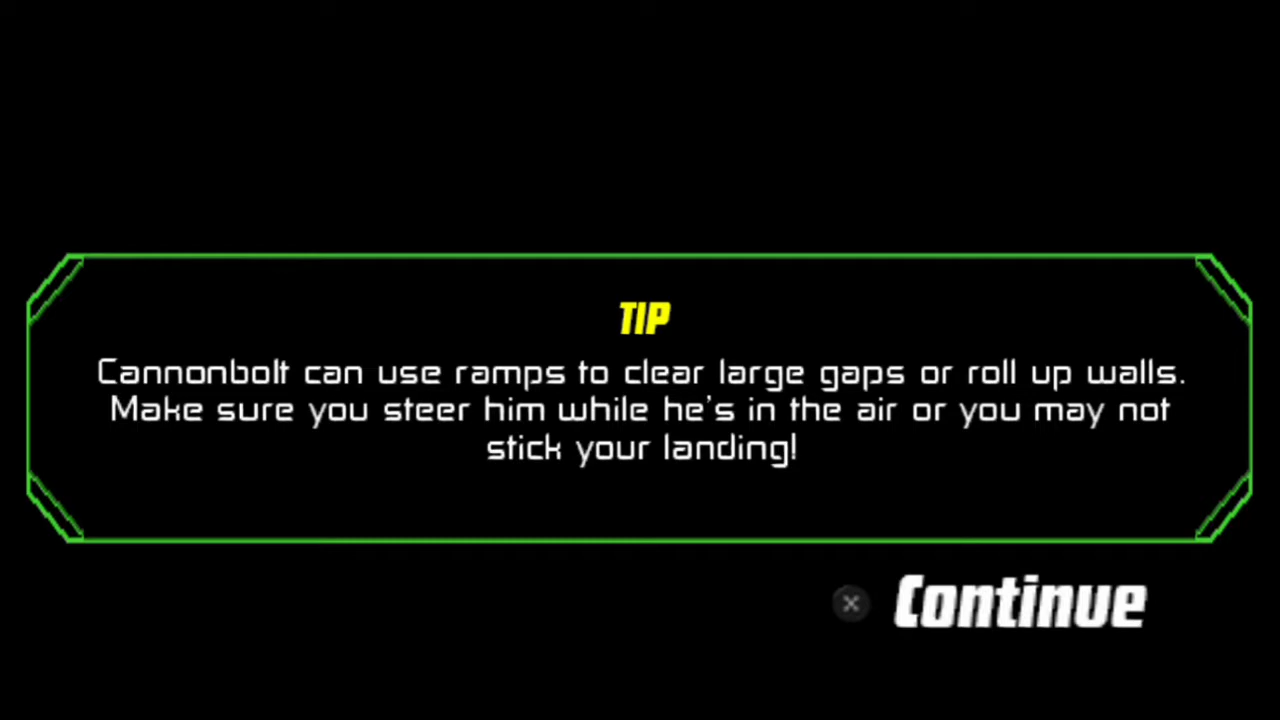 TIP
Cannonbolt can use ramps to clear large gaps or roll up walls.
Make sure you steer him while he's in the air or you may not
stick your landing!
Continue